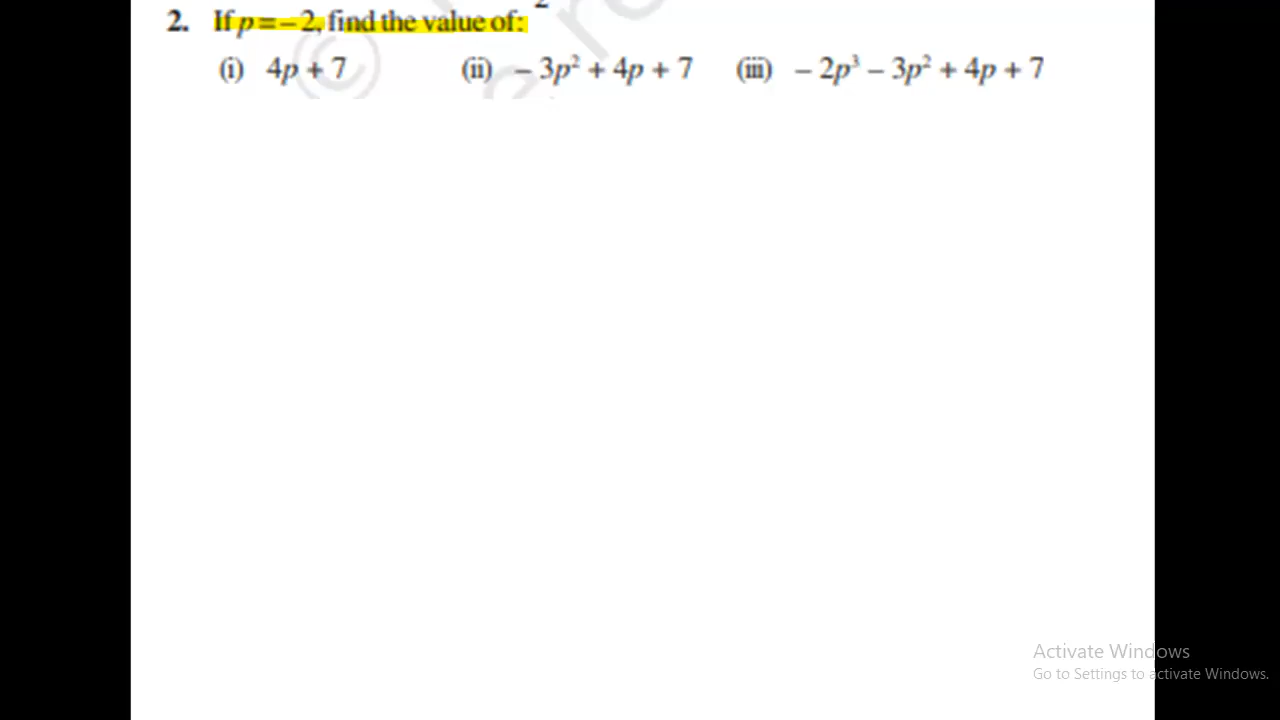 2. If p = – 2, find the value of:
(i) 4p + 7 (ii) – 3p² + 4p + 7 (iii) – 2p³ – 3p² + 4p + 7
Activate Windows
Go to Settings to activate Windows.